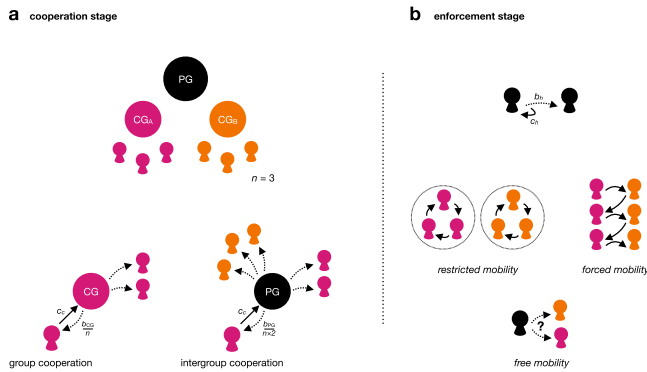 a cooperation stage
b enforcement stage
PG
CGA
CGB
n = 3
bh
ch
restricted mobility
forced mobility
CG
cc
bCG
n
group cooperation
PG
cc
bPG
n×2
intergroup cooperation
?
free mobility